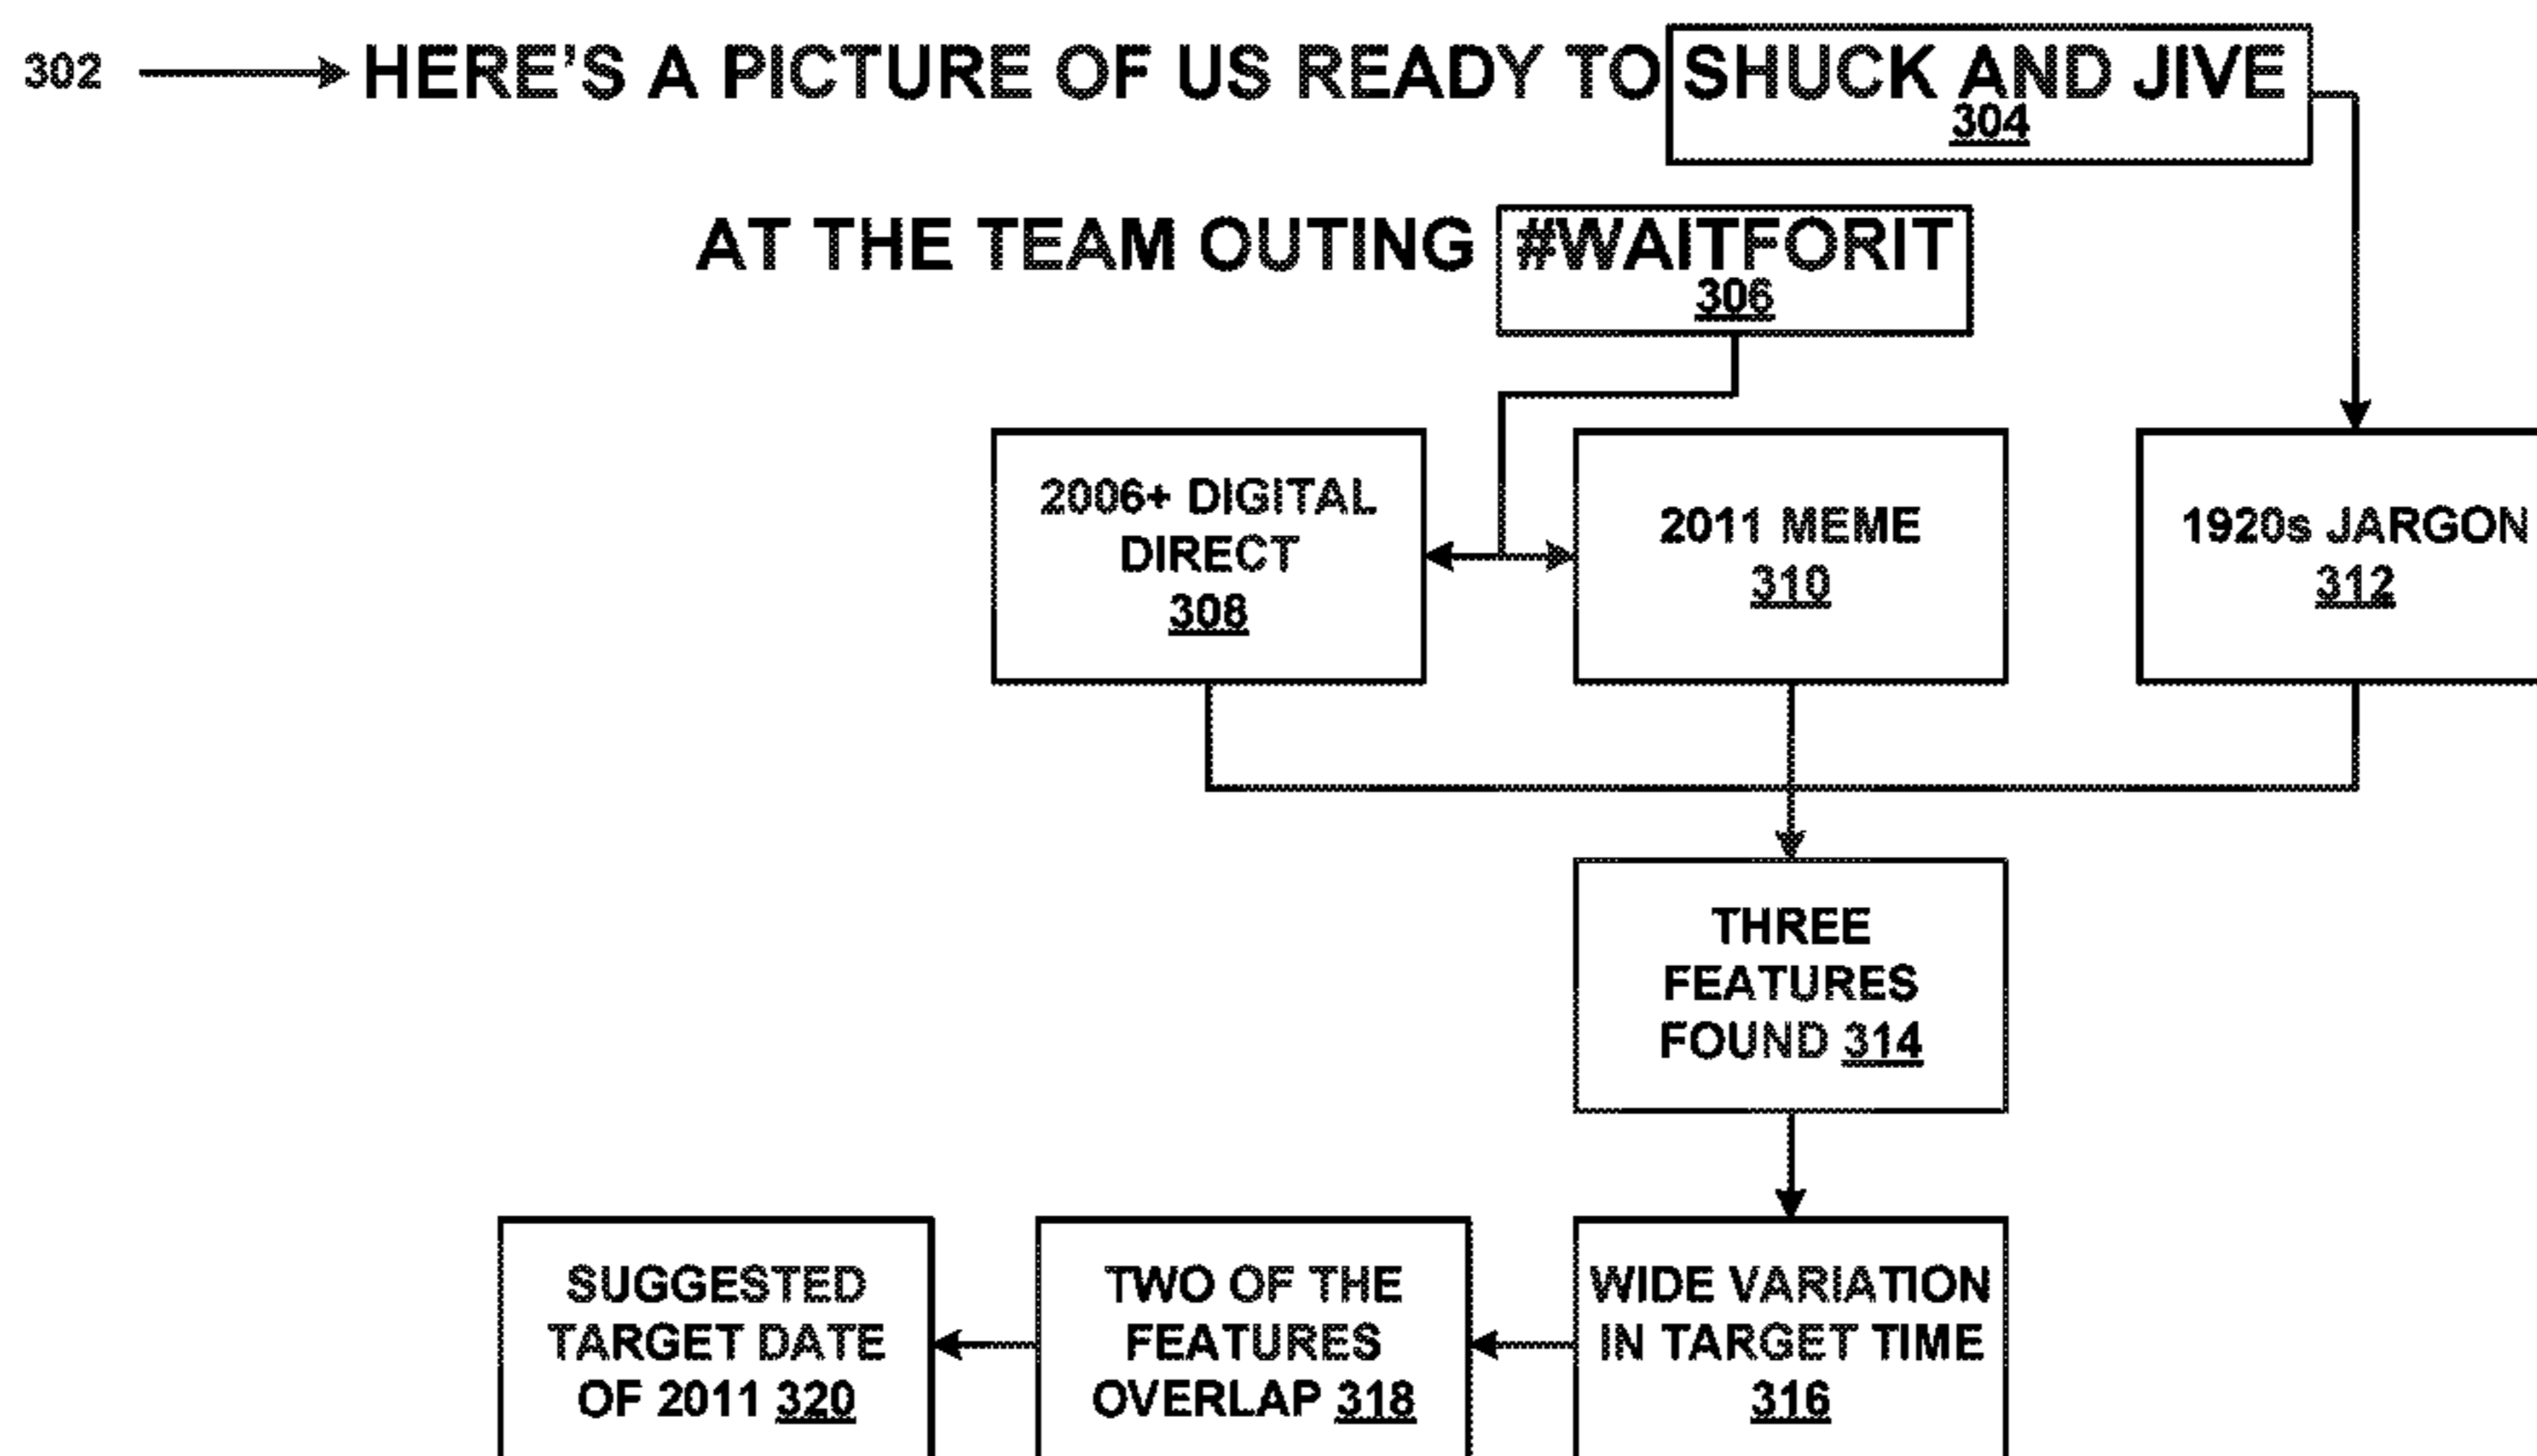 302 HERE'S A PICTURE OF US READY TO SHUCK AND JIVE
304
AT THE TEAM OUTING #WAITFORIT
306
2006+ DIGITAL
DIRECT
308
2011 MEME
310
1920s JARGON
312
THREE
FEATURES
FOUND 314
SUGGESTED
TARGET DATE
OF 2011 320
TWO OF THE
FEATURES
OVERLAP 318
WIDE VARIATION
IN TARGET TIME
316